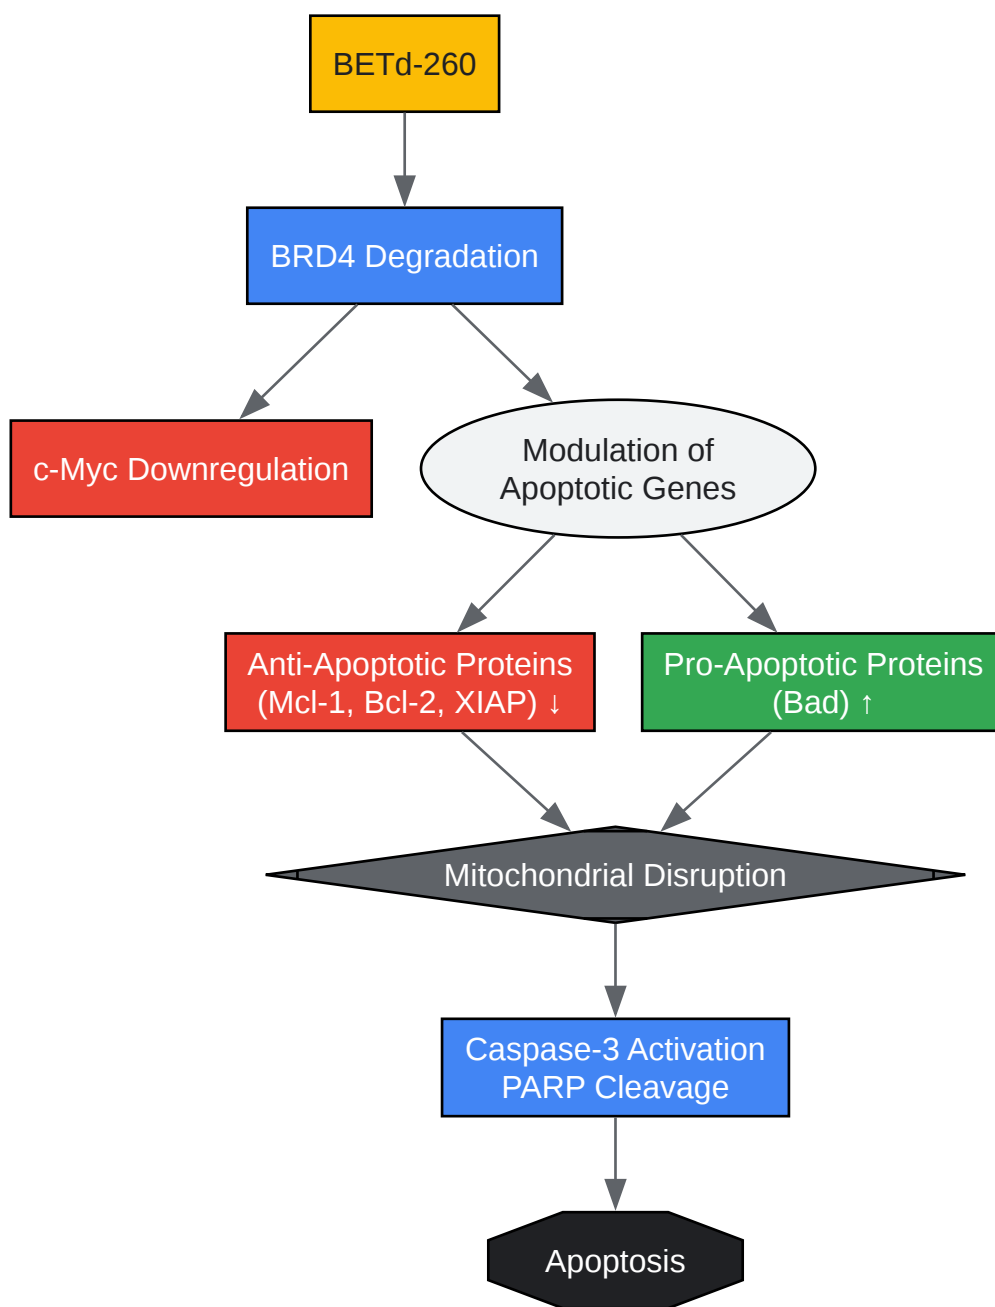 BETd-260
BRD4 Degradation
c-Myc Downregulation
Modulation of
Apoptotic Genes
Anti-Apoptotic Proteins
(Mcl-1, Bcl-2, XIAP) ↓
Pro-Apoptotic Proteins
(Bad) ↑
Mitochondrial Disruption
Caspase-3 Activation
PARP Cleavage
Apoptosis